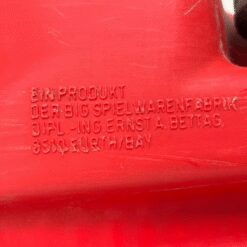 EIN PRODUKT
DER BIG SPIELWARENFABRIK
DIPL.-ING. ERNST A. BETTAG
8510 FÜRTH/BAY